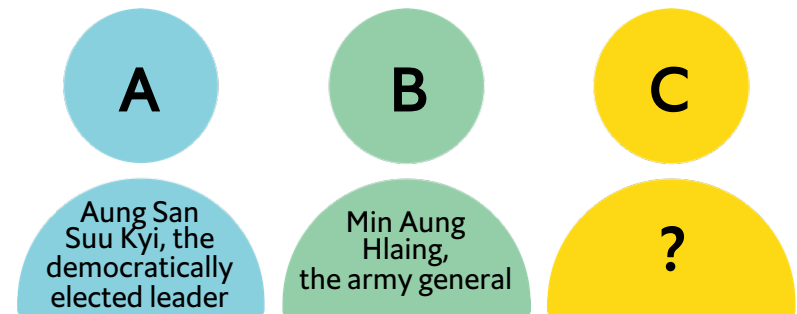 A
B
C
Aung San
Suu Kyi, the
democratically
elected leader
Min Aung
Hlaing,
the army general
?